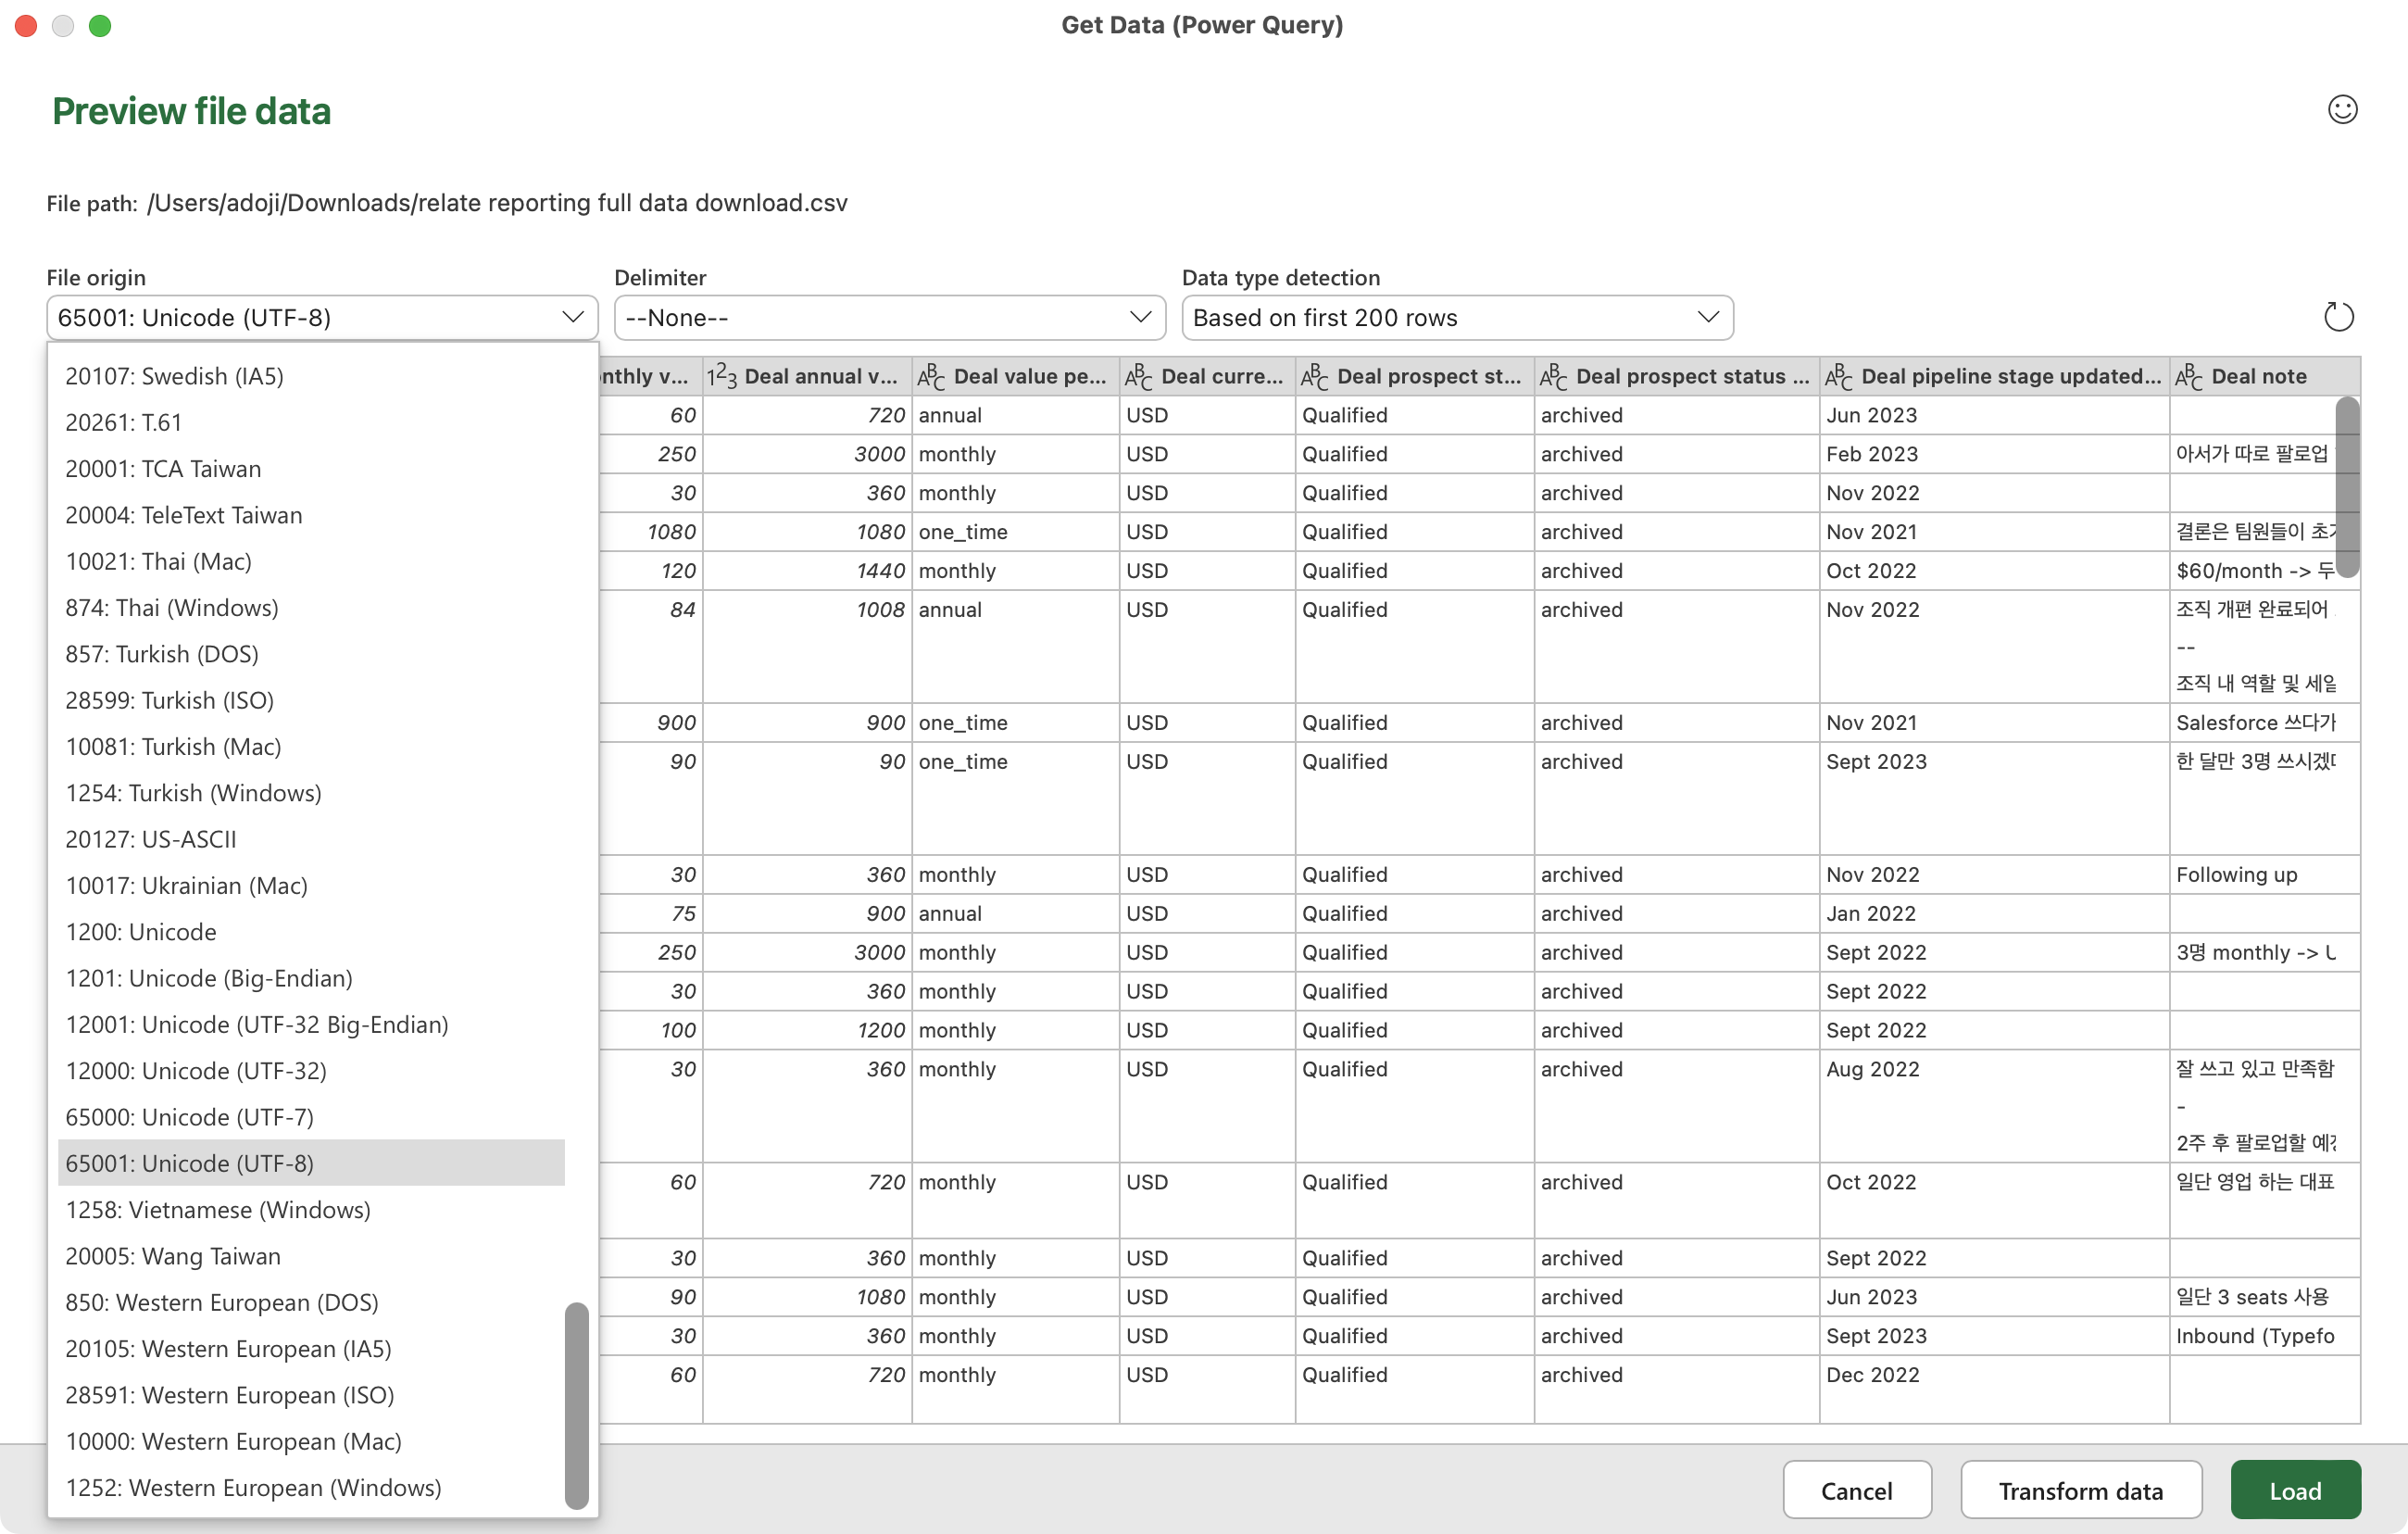 Get Data (Power Query)
Preview file data
File path: /Users/adoji/Downloads/relate reporting full data download.csv
File origin Delimiter Data type detection
65001: Unicode (UTF-8) --None-- Based on first 200 rows
20107: Swedish (IA5)
20261: T.61
20001: TCA Taiwan
20004: TeleText Taiwan
10021: Thai (Mac)
874: Thai (Windows)
857: Turkish (DOS)
28599: Turkish (ISO)
10081: Turkish (Mac)
1254: Turkish (Windows)
20127: US-ASCII
10017: Ukrainian (Mac)
1200: Unicode
1201: Unicode (Big-Endian)
12001: Unicode (UTF-32 Big-Endian)
12000: Unicode (UTF-32)
65000: Unicode (UTF-7)
65001: Unicode (UTF-8)
1258: Vietnamese (Windows)
20005: Wang Taiwan
850: Western European (DOS)
20105: Western European (IA5)
28591: Western European (ISO)
10000: Western European (Mac)
1252: Western European (Windows)
nthly v... 123 Deal annual v... ABC Deal value pe... ABC Deal curre... ABC Deal prospect st... ABC Deal prospect status ... ABC Deal pipeline stage updated... ABC Deal note
60 720 annual USD Qualified archived Jun 2023
250 3000 monthly USD Qualified archived Feb 2023 아서가 따로 팔로업
30 360 monthly USD Qualified archived Nov 2022
1080 1080 one_time USD Qualified archived Nov 2021 결론은 팀원들이
120 1440 monthly USD Qualified archived Oct 2022 $60/month -> 두
84 1008 annual USD Qualified archived Nov 2022 조직 개편 완료되어
--
조직 내 역할 및
900 900 one_time USD Qualified archived Nov 2021 Salesforce 쓰다가
90 90 one_time USD Qualified archived Sept 2023 한 달만 3명
30 360 monthly USD Qualified archived Nov 2022 Following up
75 900 annual USD Qualified archived Jan 2022
250 3000 monthly USD Qualified archived Sept 2022 3명 monthly ->
30 360 monthly USD Qualified archived Sept 2022
100 1200 monthly USD Qualified archived Sept 2022
30 360 monthly USD Qualified archived Aug 2022 잘 쓰고 있고 만족함
-
2주 후 팔로업할
60 720 monthly USD Qualified archived Oct 2022 일단 영업 하는 대표
30 360 monthly USD Qualified archived Sept 2022
90 1080 monthly USD Qualified archived Jun 2023 일단 3 seats 사용
30 360 monthly USD Qualified archived Sept 2023 Inbound (Typefo
60 720 monthly USD Qualified archived Dec 2022
Cancel Transform data Load